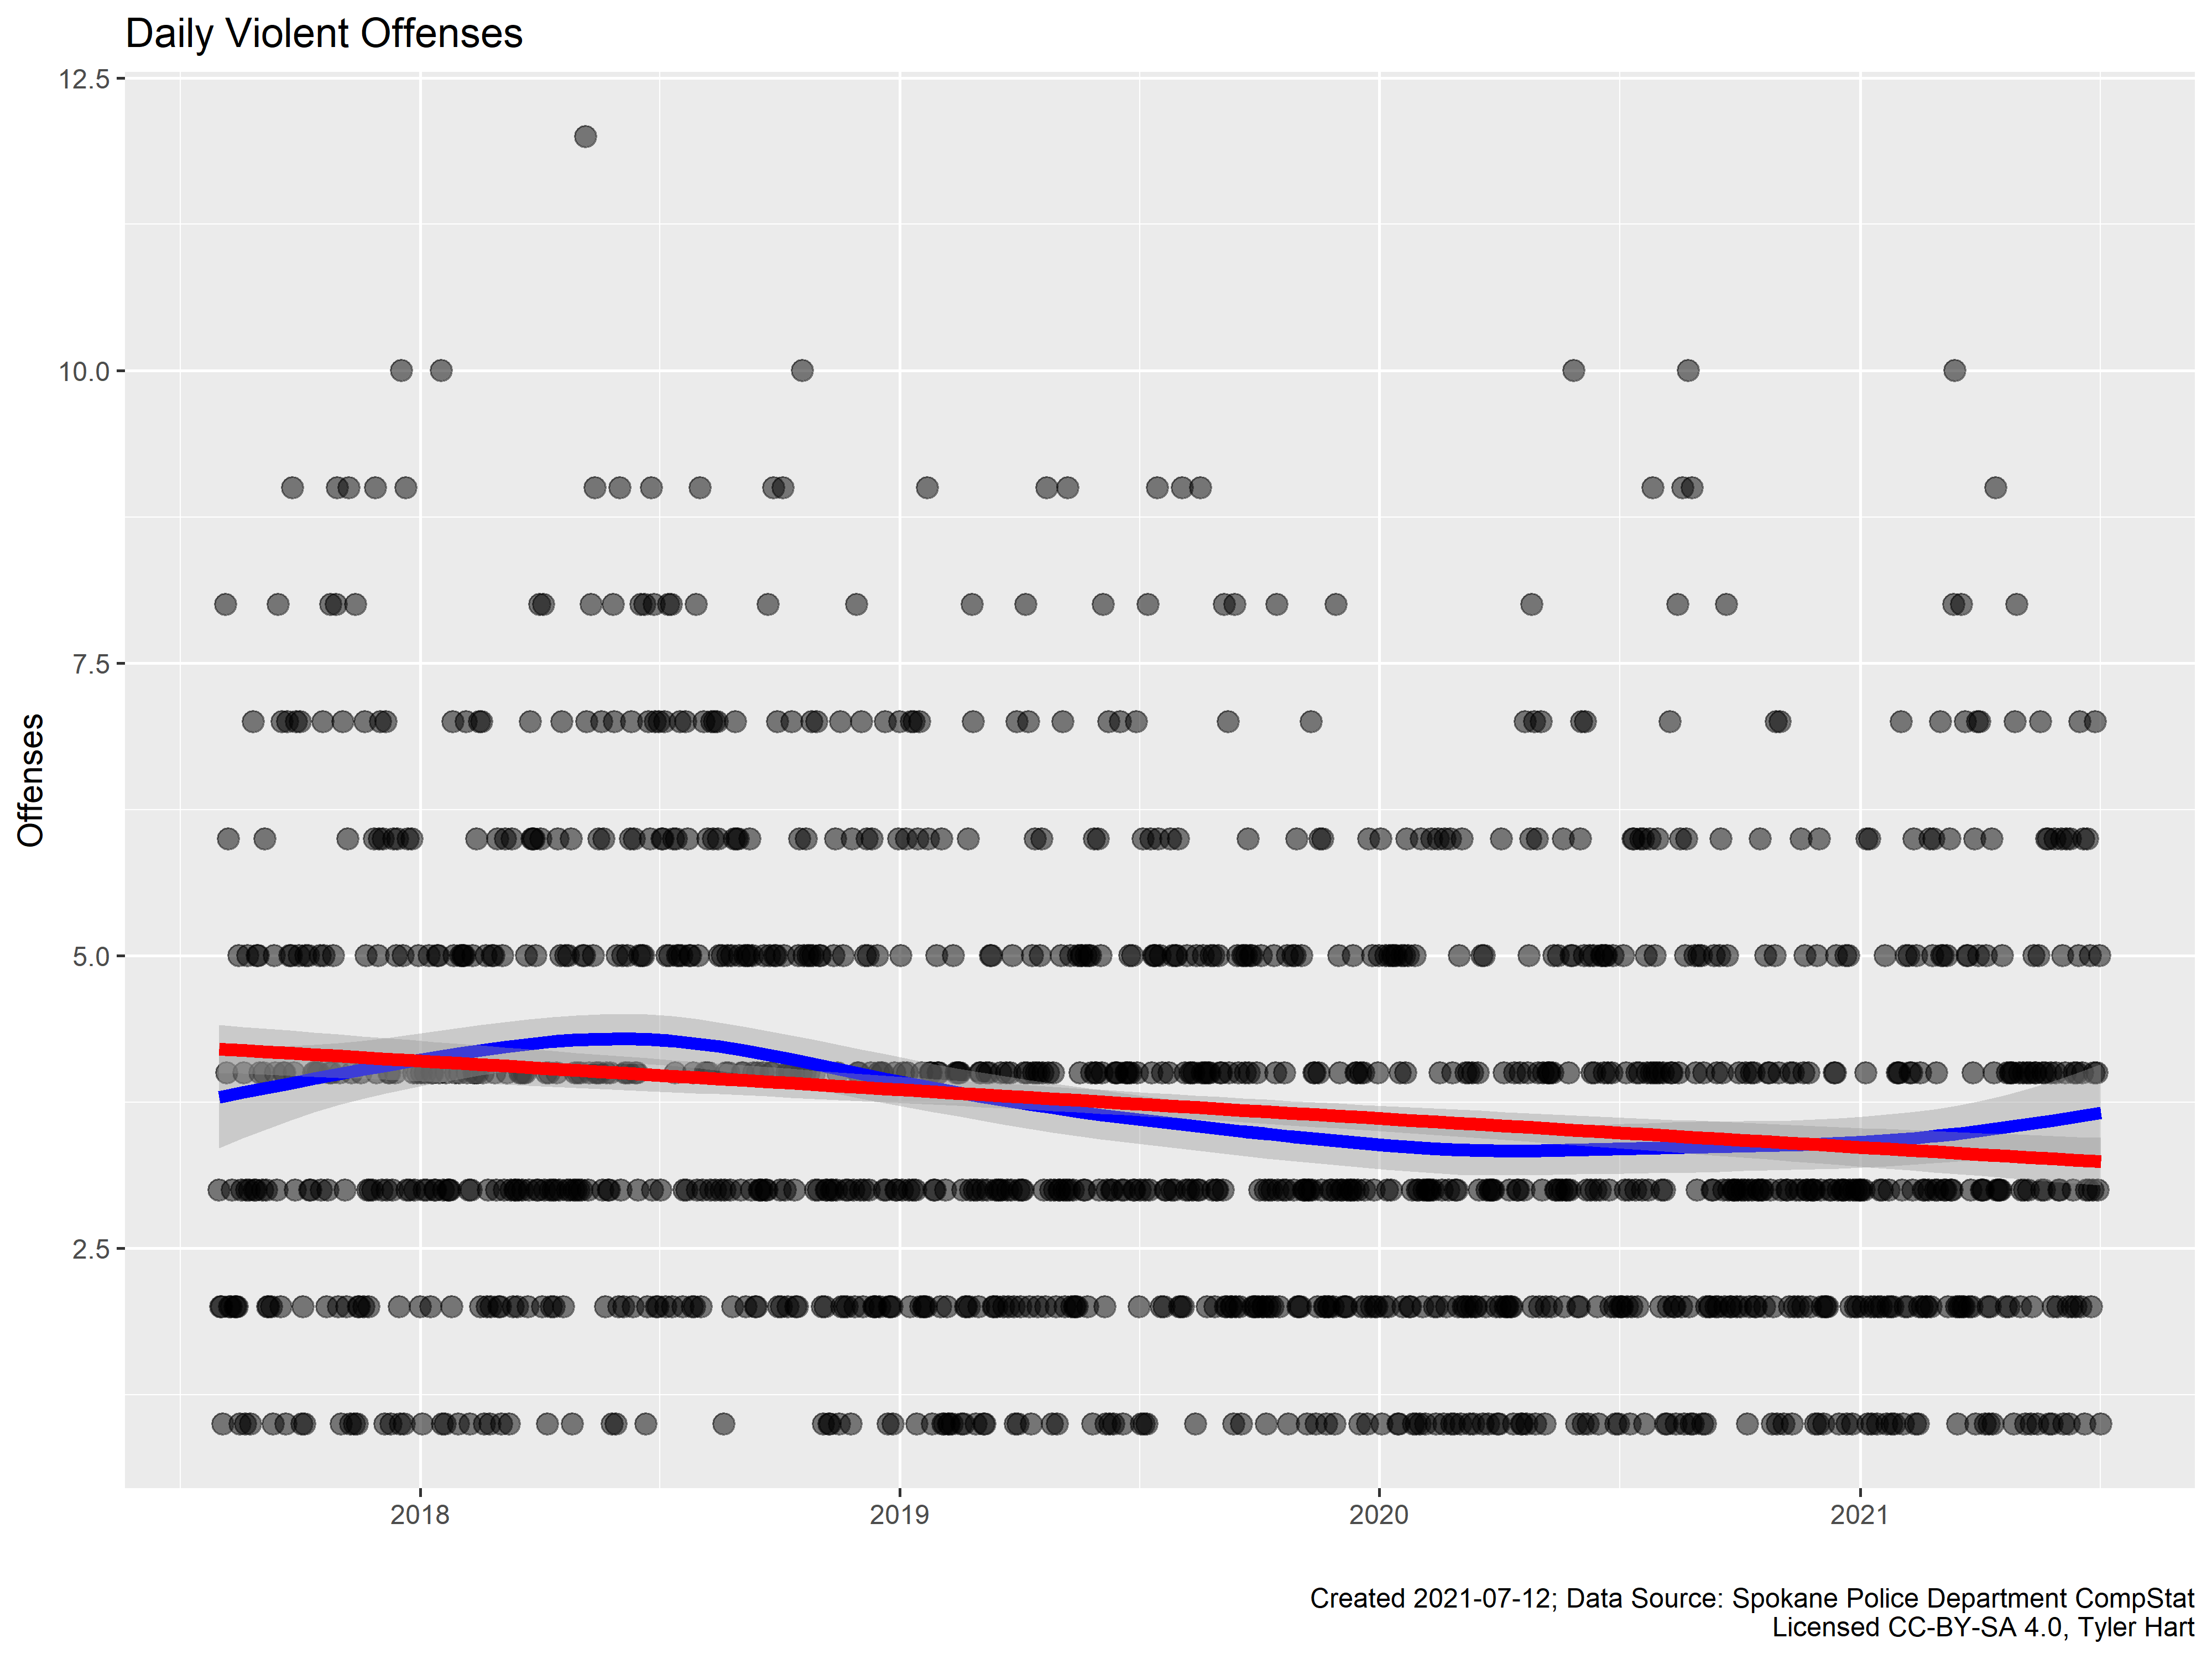 Daily Violent Offenses
12.5
10.0
7.5
5.0
2.5
Offenses
2018
2019
2020
2021
Created 2021-07-12; Data Source: Spokane Police Department CompStat
Licensed CC-BY-SA 4.0, Tyler Hart